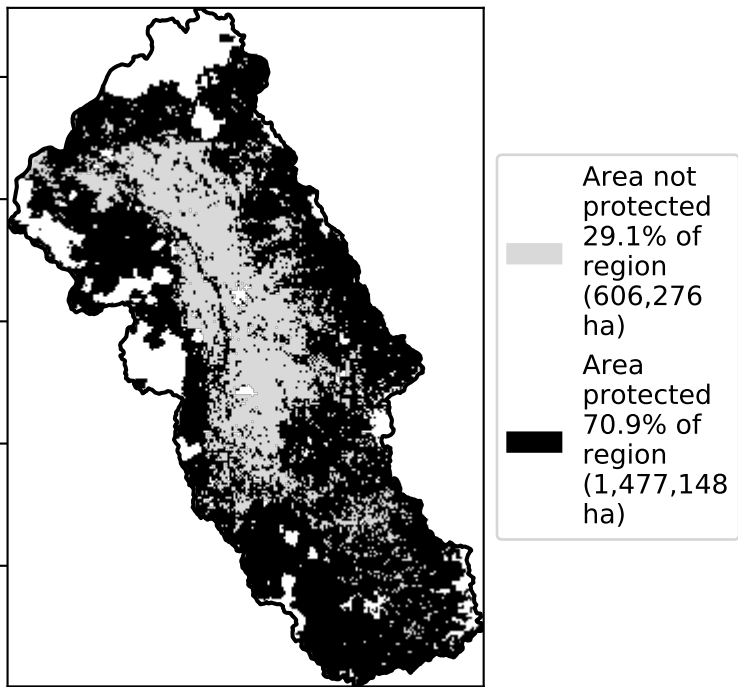 Area not
protected
29.1% of
region
(606,276
ha)
Area
protected
70.9% of
region
(1,477,148
ha)